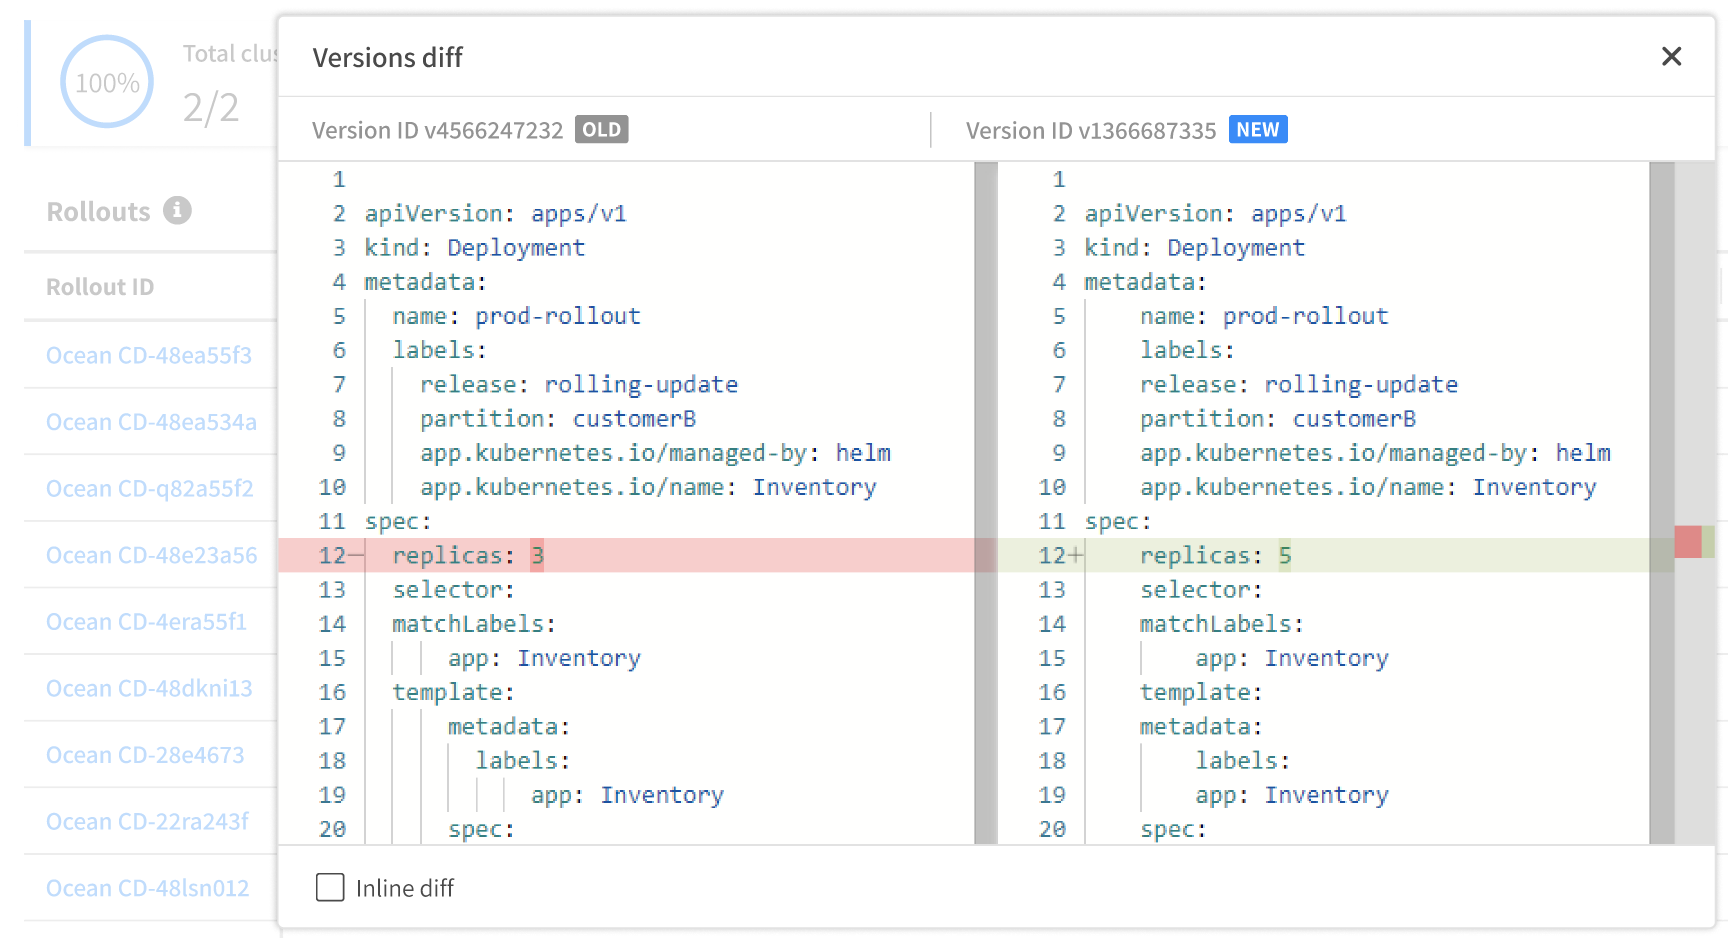 100%
Total clus
2/2
Rollouts
Rollout ID
Ocean CD-48ea55f3
Ocean CD-48ea534a
Ocean CD-q82a55f2
Ocean CD-48e23a56
Ocean CD-4era55f1
Ocean CD-48dkni13
Ocean CD-28e4673
Ocean CD-22ra243f
Ocean CD-48lsn012
Versions diff
Version ID v4566247232 OLD
1
2 apiVersion: apps/v1
3 kind: Deployment
4 metadata:
5 name: prod-rollout
6 labels:
7 release: rolling-update
8 partition: customerB
9 app.kubernetes.io/managed-by: helm
10 app.kubernetes.io/name: Inventory
11 spec:
12− replicas: 3
13 selector:
14 matchLabels:
15 app: Inventory
16 template:
17 metadata:
18 labels:
19 app: Inventory
20 spec:
Version ID v1366687335 NEW
1
2 apiVersion: apps/v1
3 kind: Deployment
4 metadata:
5 name: prod-rollout
6 labels:
7 release: rolling-update
8 partition: customerB
9 app.kubernetes.io/managed-by: helm
10 app.kubernetes.io/name: Inventory
11 spec:
12+ replicas: 5
13 selector:
14 matchLabels:
15 app: Inventory
16 template:
17 metadata:
18 labels:
19 app: Inventory
20 spec:
Inline diff